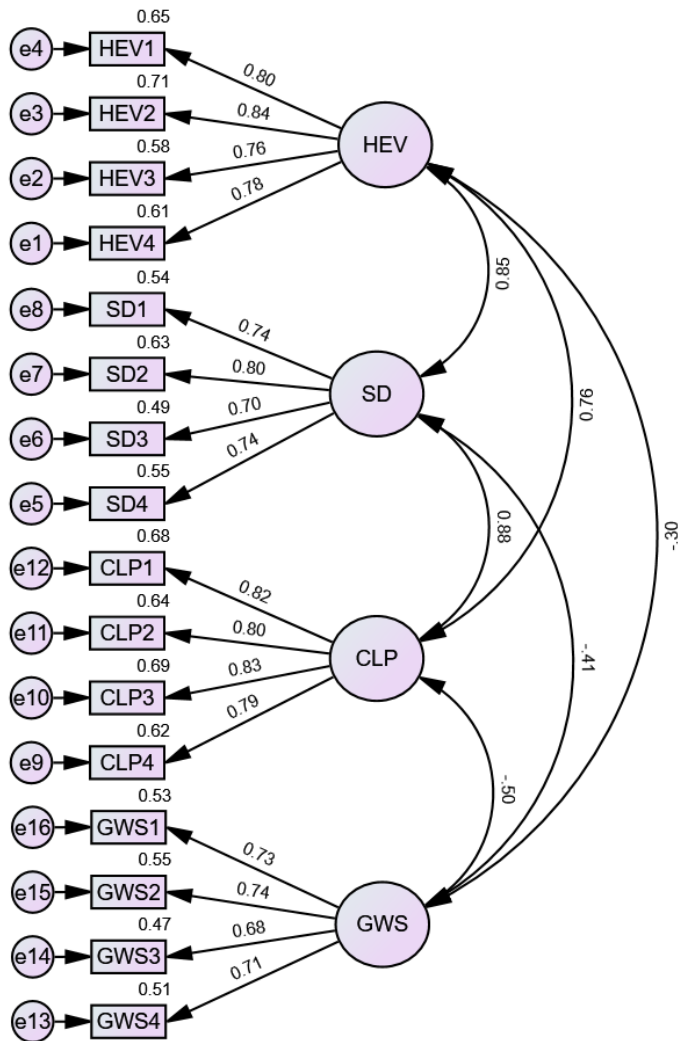 0.65
e4 HEV1
0.80
0.71
e3 HEV2
0.84
HEV
0.58
e2 HEV3
0.76
0.61
e1 HEV4
0.78
0.85
0.54
e8 SD1
0.74
0.63
e7 SD2
0.80
SD
0.76
0.49
e6 SD3
0.70
0.55
e5 SD4
0.74
0.88
-.30
0.68
e12 CLP1
0.82
0.64
e11 CLP2
0.80
CLP
-.41
0.69
e10 CLP3
0.83
0.62
e9 CLP4
0.79
-.50
0.53
e16 GWS1
0.73
0.55
e15 GWS2
0.74
GWS
0.47
e14 GWS3
0.68
0.51
e13 GWS4
0.71